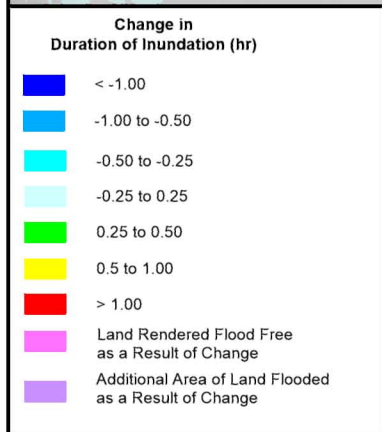 Change in
Duration of Inundation (hr)
< -1.00
-1.00 to -0.50
-0.50 to -0.25
-0.25 to 0.25
0.25 to 0.50
0.5 to 1.00
> 1.00
Land Rendered Flood Free
as a Result of Change
Additional Area of Land Flooded
as a Result of Change